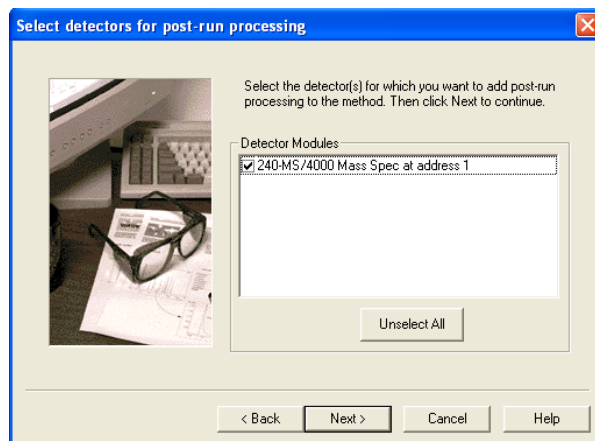 Select detectors for post-run processing
Select the detector(s) for which you want to add post-run
processing to the method. Then click Next to continue.
Detector Modules
240-MS/4000 Mass Spec at address 1
Unselect All
< Back
Next >
Cancel
Help